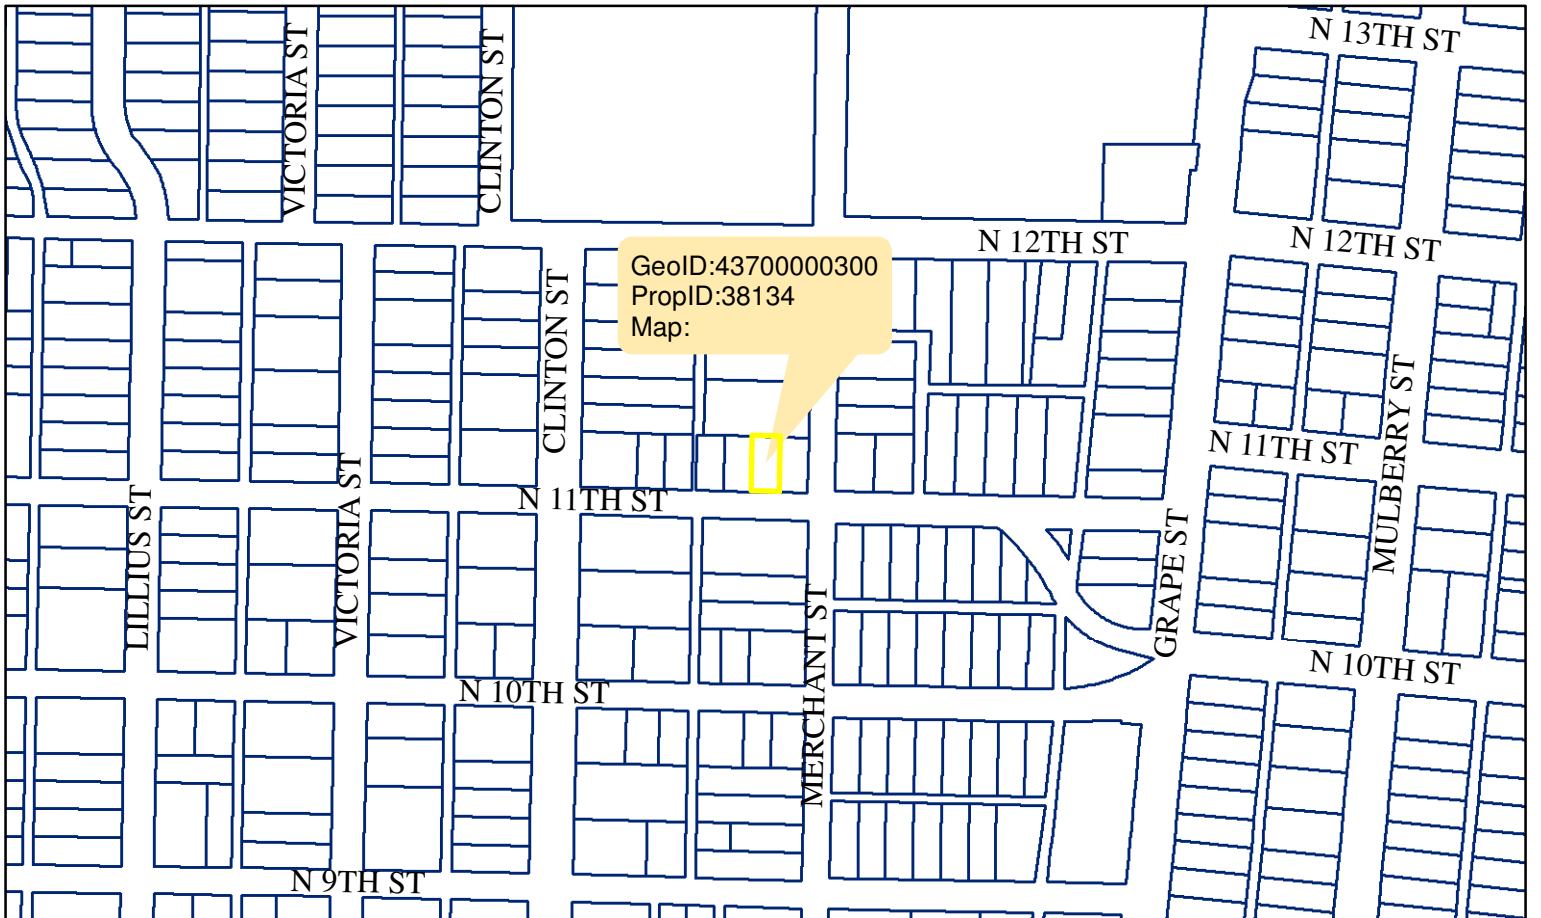 N 13TH ST
VICTORIA ST
CLINTON ST
N 12TH ST
N 12TH ST
GeoID:43700000300
PropID:38134
Map:
CLINTON ST
MULBERRY ST
N 11TH ST
N 11TH ST
LILLIUS ST
VICTORIA ST
GRAPE ST
MERCHANT ST
N 10TH ST
N 10TH ST
N 9TH ST